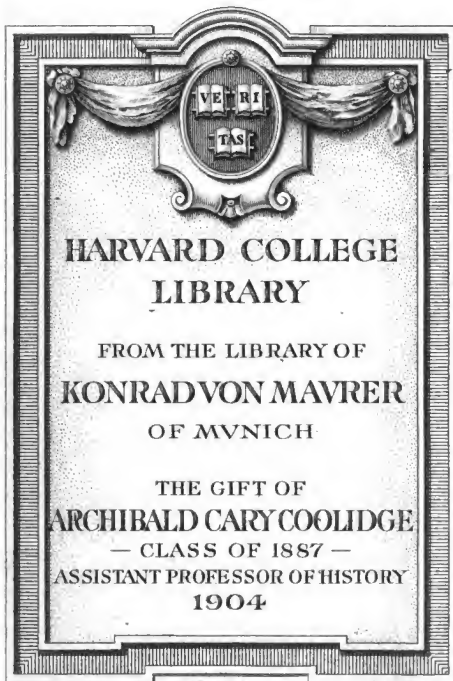 VE RI
TAS
HARVARD COLLEGE
LIBRARY
FROM THE LIBRARY OF
KONRAD VON MAVRER
OF MVNICH
THE GIFT OF
ARCHIBALD CARY COOLIDGE
— CLASS OF 1887 —
ASSISTANT PROFESSOR OF HISTORY
1904